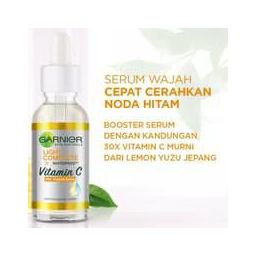 SERUM WAJAH
CEPAT CERAHKAN
NODA HITAM
BOOSTER SERUM
DENGAN KANDUNGAN
30X VITAMIN C MURNI
DARI LEMON YUZU JEPANG
GARNIER
LIGHT
COMPLETE
Vitamin C